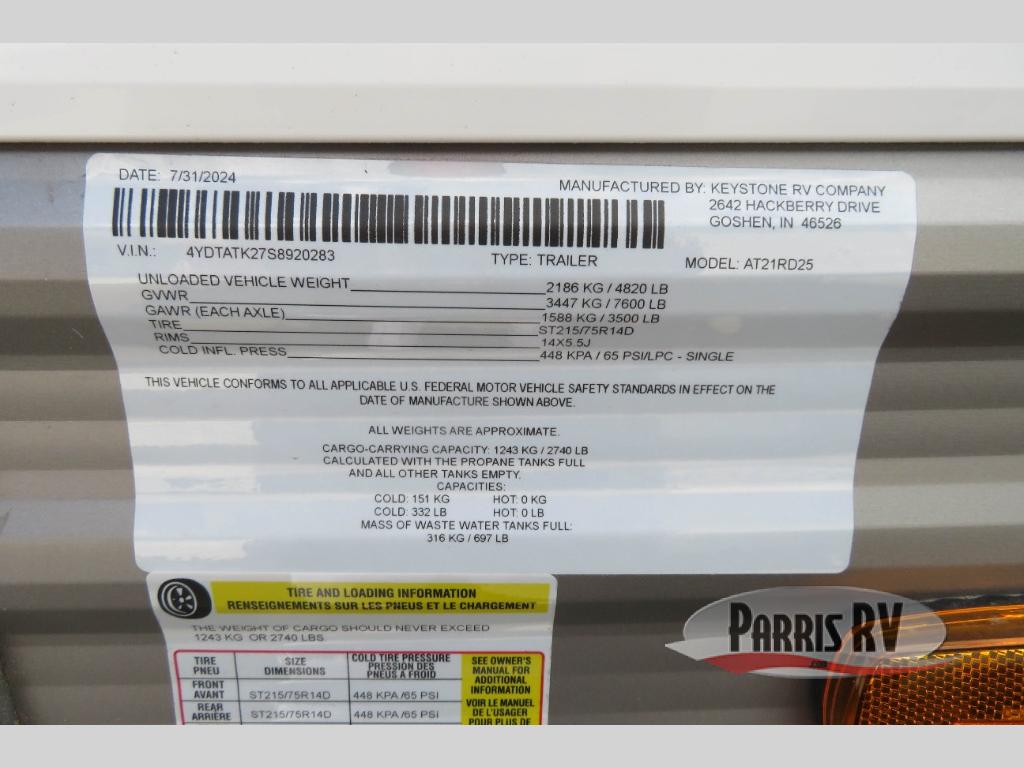 DATE: 7/31/2024
MANUFACTURED BY: KEYSTONE RV COMPANY
2642 HACKBERRY DRIVE
GOSHEN, IN 46526
V.I.N.: 4YDTATK27S8920283 TYPE: TRAILER MODEL: AT21RD25
UNLOADED VEHICLE WEIGHT 2186 KG / 4820 LB
GVWR 3447 KG / 7600 LB
GAWR (EACH AXLE) 1588 KG / 3500 LB
TIRE ST215/75R14D
RIMS 14X5.5J
COLD INFL. PRESS 448 KPA / 65 PSI/LPC - SINGLE
THIS VEHICLE CONFORMS TO ALL APPLICABLE U.S. FEDERAL MOTOR VEHICLE SAFETY STANDARDS IN EFFECT ON THE
DATE OF MANUFACTURE SHOWN ABOVE.
ALL WEIGHTS ARE APPROXIMATE.
CARGO-CARRYING CAPACITY: 1243 KG / 2740 LB
CALCULATED WITH THE PROPANE TANKS FULL
AND ALL OTHER TANKS EMPTY.
CAPACITIES:
COLD: 151 KG HOT: 0 KG
COLD: 332 LB HOT: 0 LB
MASS OF WASTE WATER TANKS FULL:
316 KG / 697 LB
TIRE AND LOADING INFORMATION
RENSEIGNEMENTS SUR LES PNEUS ET LE CHARGEMENT
THE WEIGHT OF CARGO SHOULD NEVER EXCEED
1243 KG OR 2740 LBS.
TIRE
PNEU
SIZE
DIMENSIONS
COLD TIRE PRESSURE
PRESSION DES
PNEUS A FROID
SEE OWNER'S
MANUAL FOR
ADDITIONAL
INFORMATION
FRONT
AVANT
ST215/75R14D
448 KPA /65 PSI
REAR
ARRIÈRE
ST215/75R14D
448 KPA /65 PSI
VOIR LE MANUEL
DE L'USAGER
POUR PLUS DE
PARRIS RV
.com